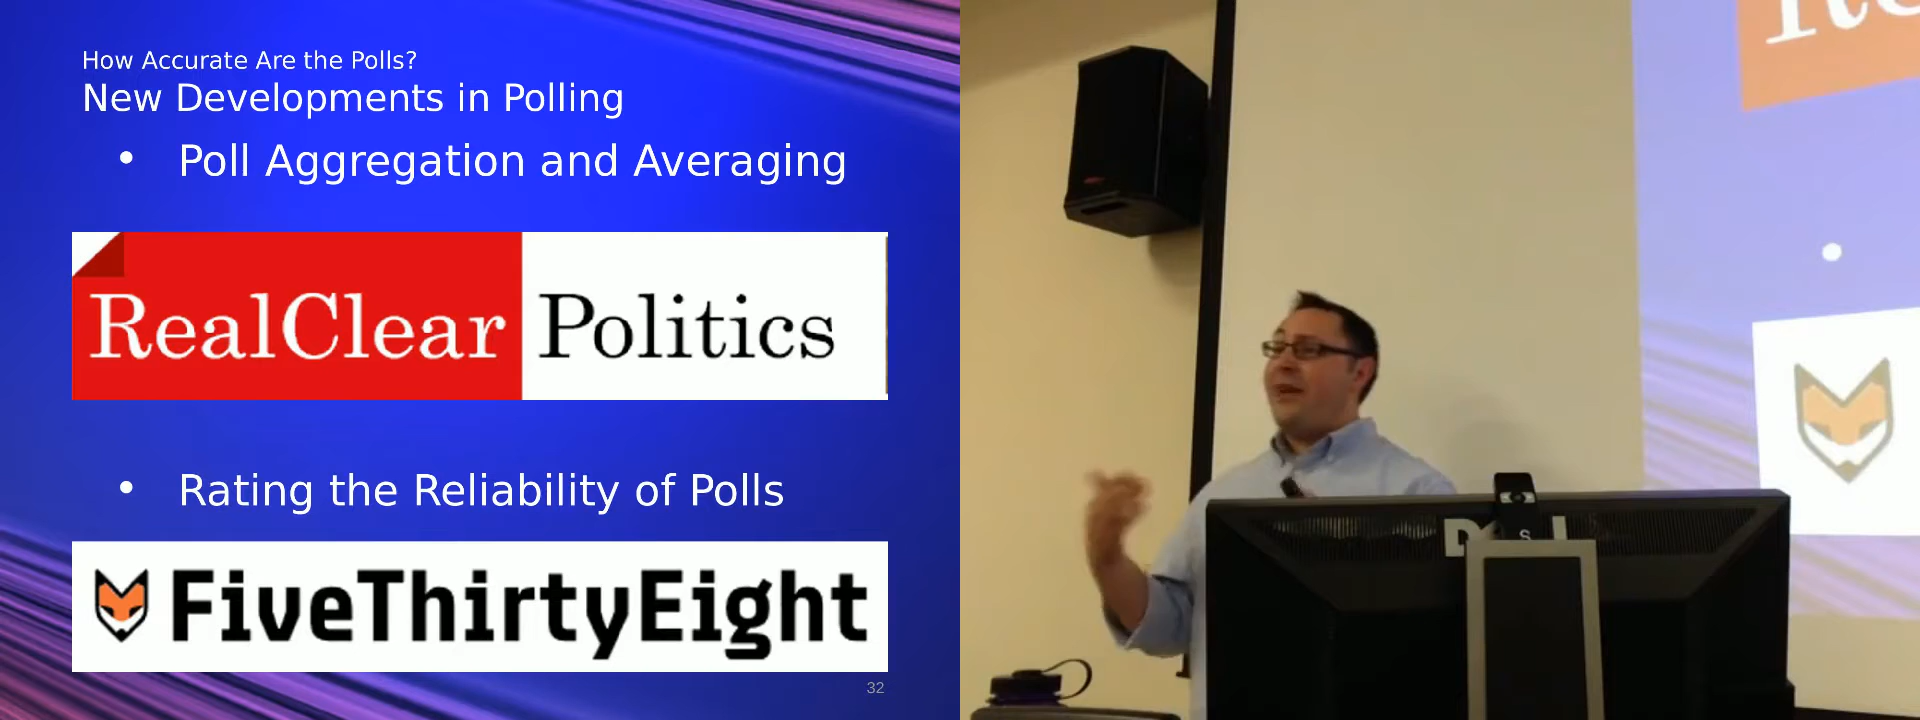 How Accurate Are the Polls?
New Developments in Polling
• Poll Aggregation and Averaging
RealClear Politics
• Rating the Reliability of Polls
FiveThirtyEight
32